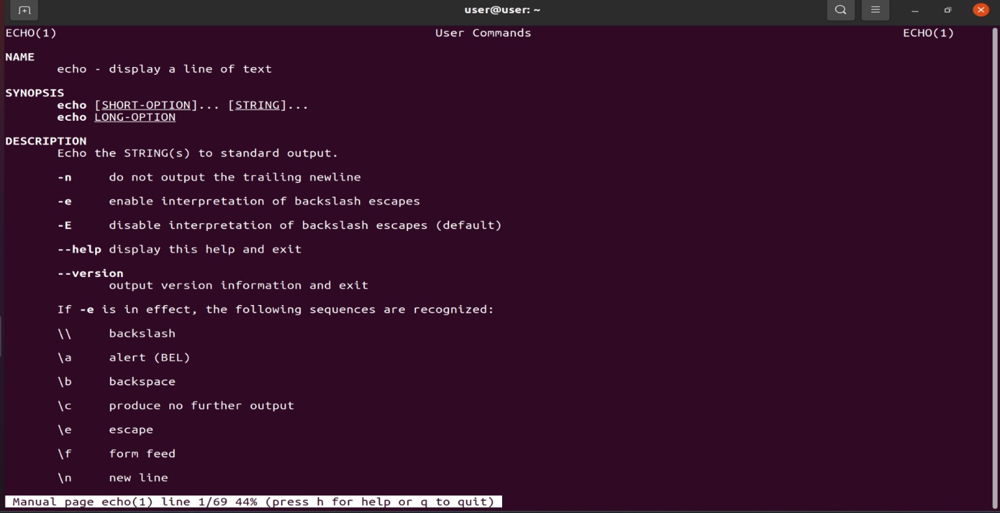 user@user: ~
ECHO(1) User Commands ECHO(1)
NAME
echo - display a line of text
SYNOPSIS
echo [SHORT-OPTION]... [STRING]...
echo LONG-OPTION
DESCRIPTION
Echo the STRING(s) to standard output.
-n do not output the trailing newline
-e enable interpretation of backslash escapes
-E disable interpretation of backslash escapes (default)
--help display this help and exit
--version
output version information and exit
If -e is in effect, the following sequences are recognized:
\\ backslash
\a alert (BEL)
\b backspace
\c produce no further output
\e escape
\f form feed
\n new line
Manual page echo(1) line 1/69 44% (press h for help or q to quit)